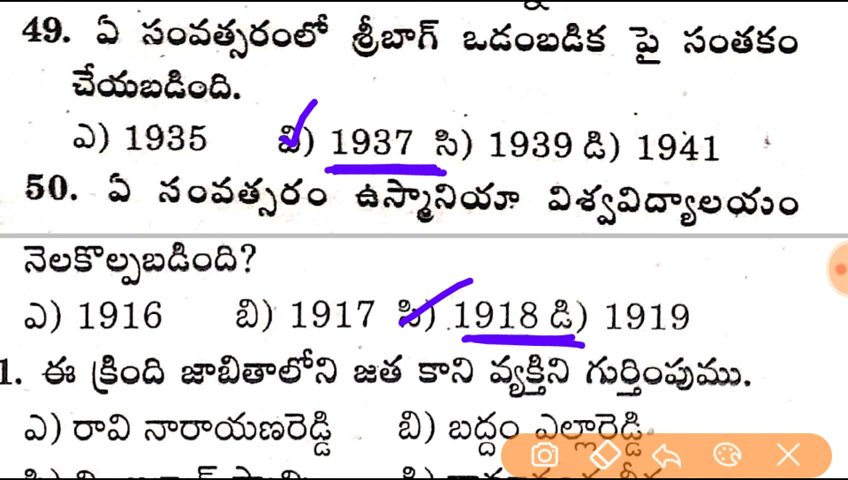 49. ఏ సంవత్సరంలో శ్రీబాగ్ ఒడంబడిక పై సంతకం
చేయబడింది.
ఎ) 1935 బి) 1937 సి) 1939 డి) 1941
50. ఏ సంవత్సరం ఉస్మానియా విశ్వవిద్యాలయం
నెలకొల్పబడింది?
ఎ) 1916 బి) 1917 సి) 1918 డి) 1919
1. ఈ క్రింది జాబితాలోని జత కాని వ్యక్తిని గుర్తింపుము.
ఎ) రావి నారాయణరెడ్డి బి) బద్దం ఎల్లారెడ్డి